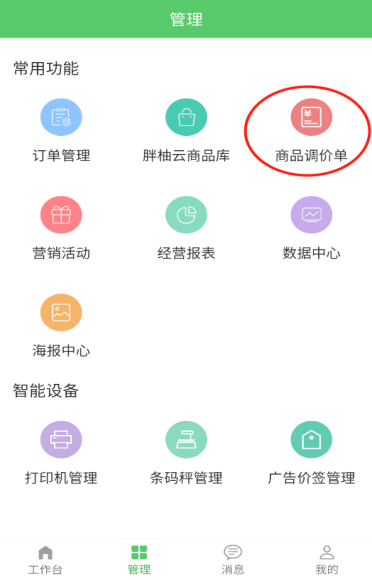 管理
常用功能
订单管理 胖柚云商品库 商品调价单
营销活动 经营报表 数据中心
海报中心
智能设备
打印机管理 条码秤管理 广告价签管理
工作台 管理 消息 我的